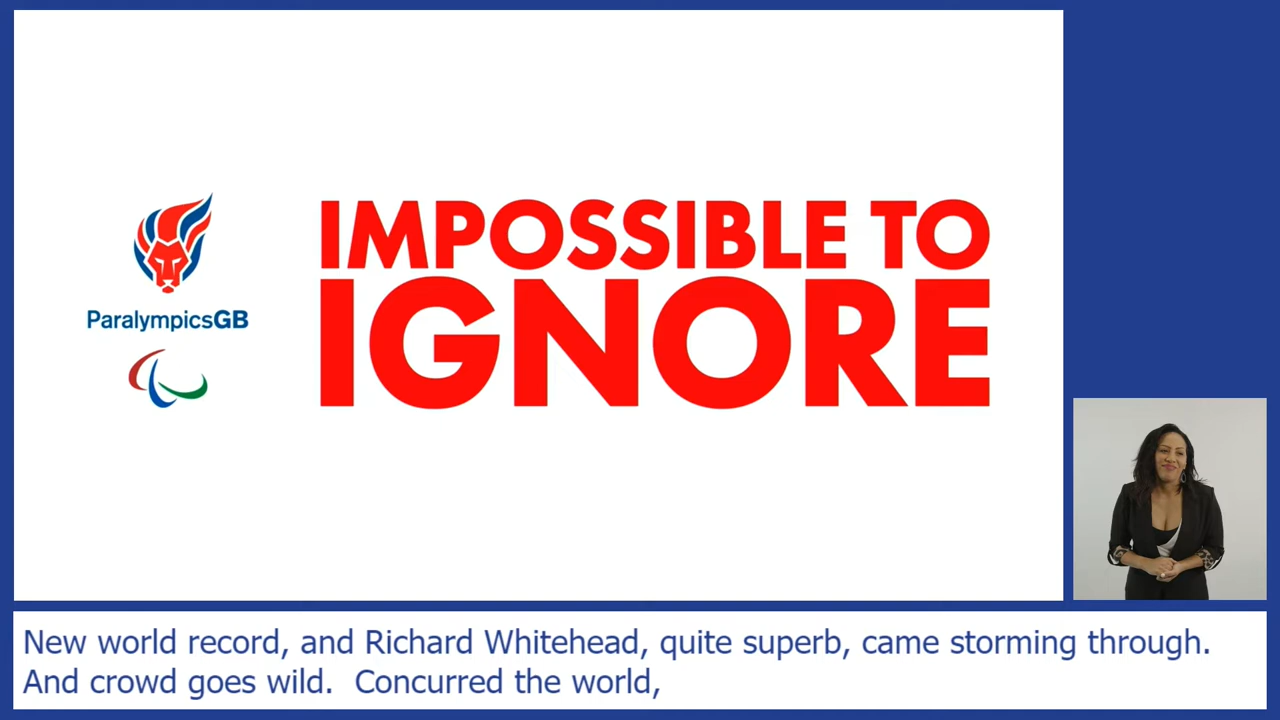 IMPOSSIBLE TO
IGNORE
ParalympicsGB
New world record, and Richard Whitehead, quite superb, came storming through.
And crowd goes wild.  Concurred the world,